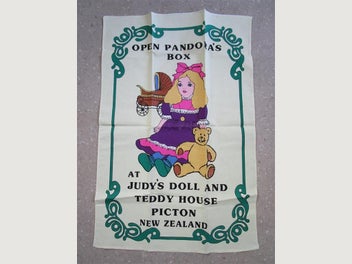 OPEN PANDORA'S
BOX
AT
JUDY'S DOLL AND
TEDDY HOUSE
PICTON
NEW ZEALAND